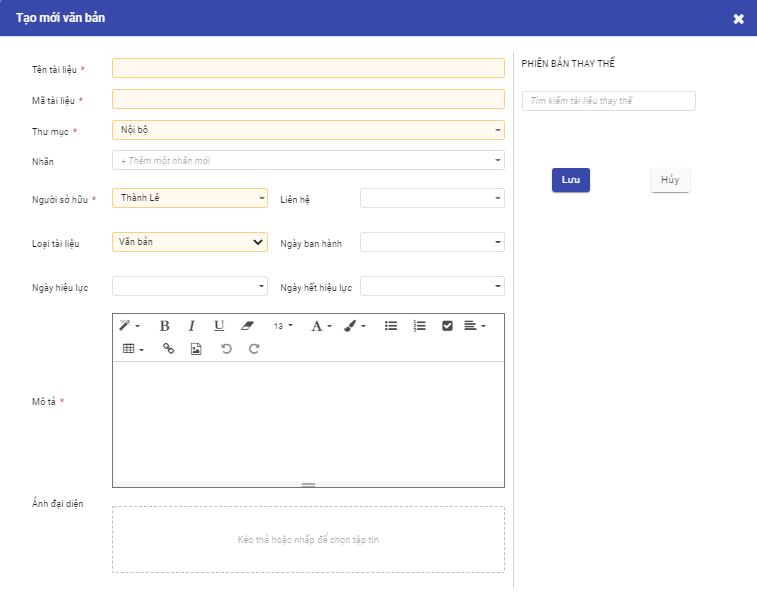 Tạo mới văn bản
Tên tài liệu *
Mã tài liệu *
Thư mục * Nội bộ
Nhãn + Thêm một nhãn mới
Người sở hữu * Thành Lê Liên hệ
Loại tài liệu Văn bản Ngày ban hành
Ngày hiệu lực Ngày hết hiệu lực
B I U 13 A
Mô tả *
Ảnh đại diện
Kéo thả hoặc nhấp để chọn tập tin
PHIÊN BẢN THAY THẾ
Tìm kiếm tài liệu thay thế
Lưu Hủy